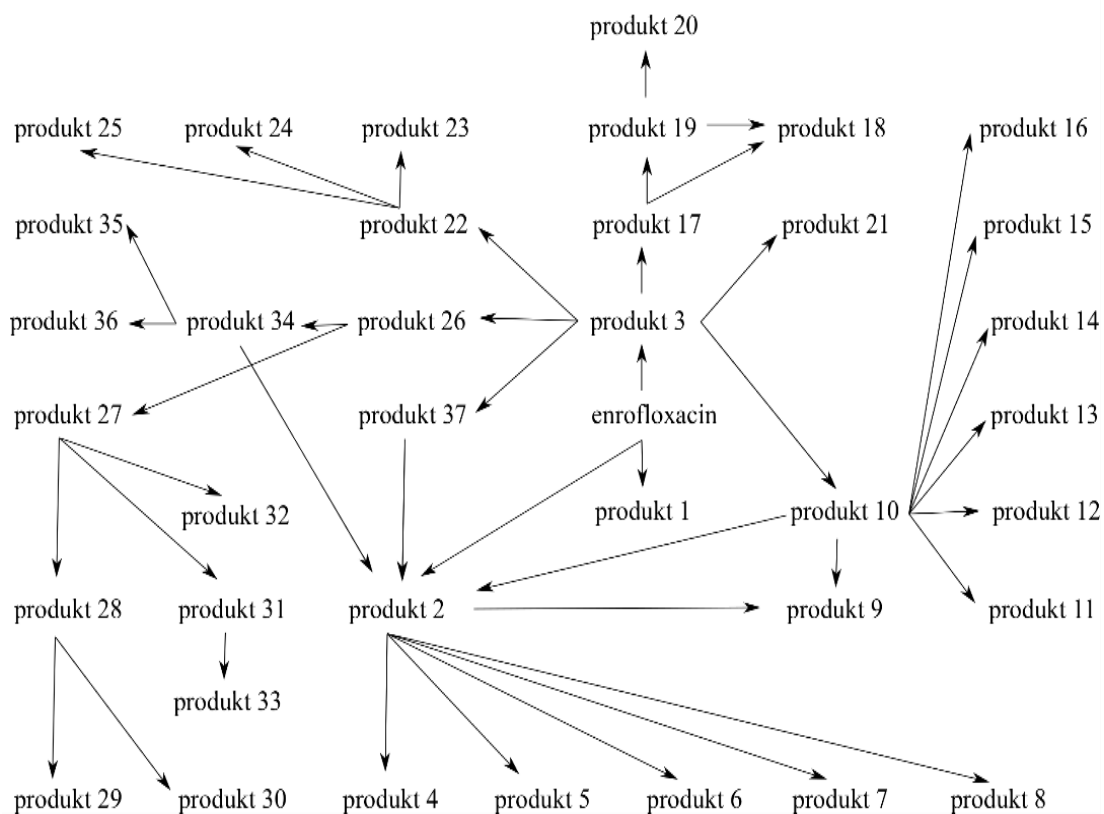 produkt 20
produkt 25 produkt 24 produkt 23 produkt 19 produkt 18 produkt 16
produkt 35 produkt 22 produkt 17 produkt 21 produkt 15
produkt 36 produkt 34 produkt 26 produkt 3 produkt 14
produkt 27 produkt 37 enrofloxacin produkt 13
produkt 32 produkt 1 produkt 10 produkt 12
produkt 28 produkt 31 produkt 2 produkt 9 produkt 11
produkt 33
produkt 29 produkt 30 produkt 4 produkt 5 produkt 6 produkt 7 produkt 8